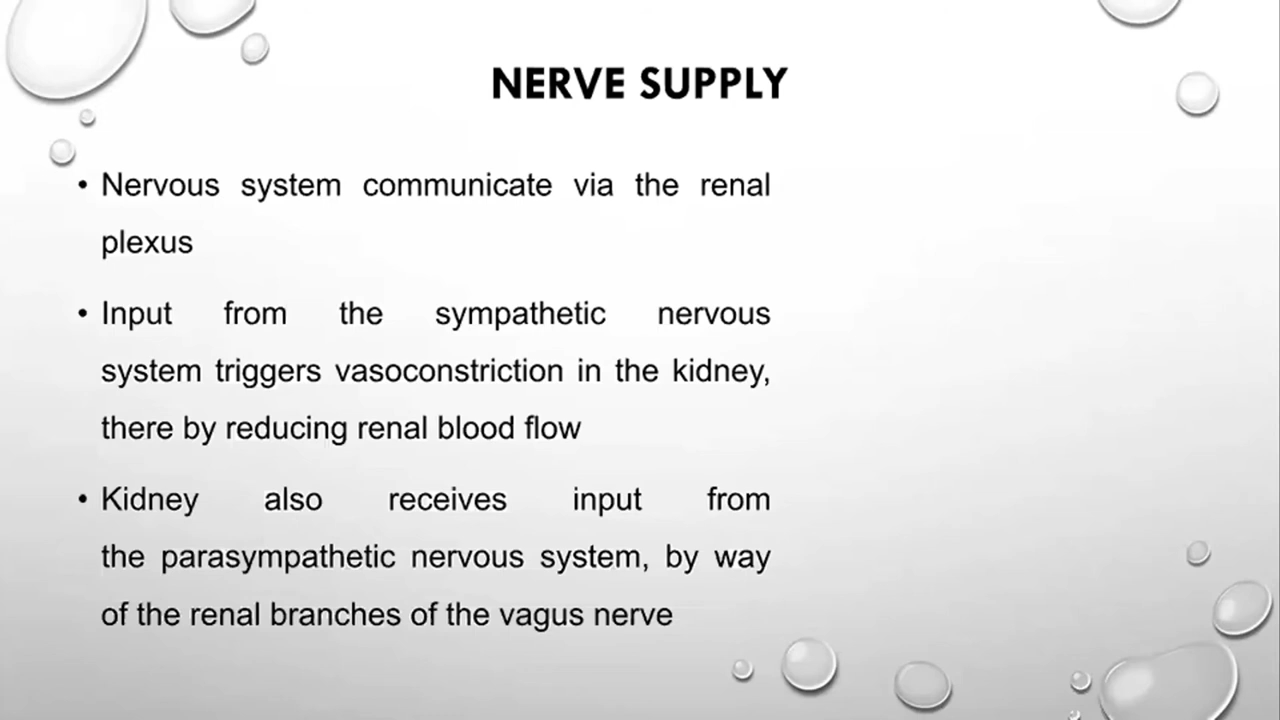 NERVE SUPPLY
• Nervous system communicate via the renal
plexus
• Input from the sympathetic nervous
system triggers vasoconstriction in the kidney,
there by reducing renal blood flow
• Kidney also receives input from
the parasympathetic nervous system, by way
of the renal branches of the vagus nerve